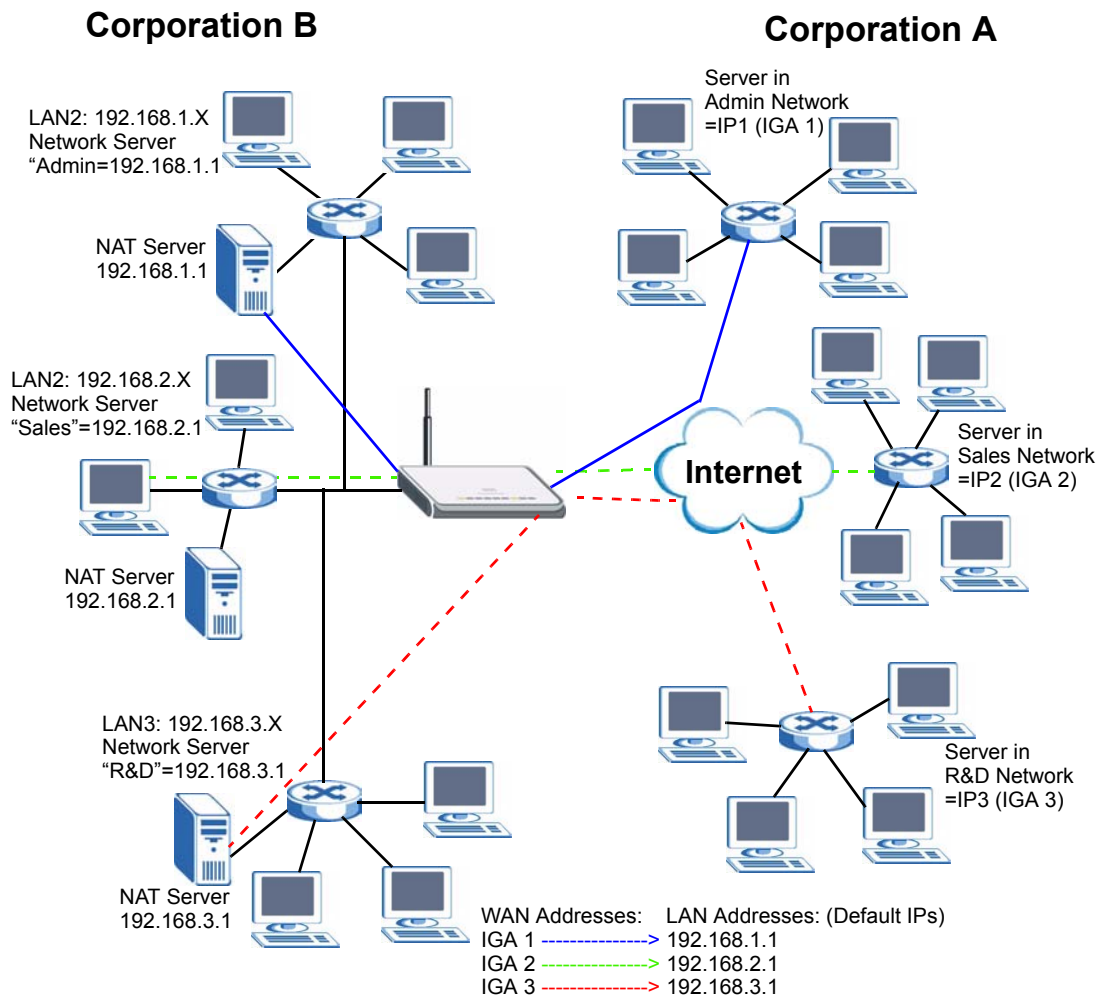 Corporation B
Corporation A
LAN2: 192.168.1.X
Network Server
“Admin=192.168.1.1
Server in
Admin Network
=IP1 (IGA 1)
NAT Server
192.168.1.1
LAN2: 192.168.2.X
Network Server
“Sales”=192.168.2.1
Internet
Server in
Sales Network
=IP2 (IGA 2)
NAT Server
192.168.2.1
LAN3: 192.168.3.X
Network Server
“R&D”=192.168.3.1
Server in
R&D Network
=IP3 (IGA 3)
NAT Server
192.168.3.1
WAN Addresses: LAN Addresses: (Default IPs)
IGA 1 ---------------> 192.168.1.1
IGA 2 ---------------> 192.168.2.1
IGA 3 ---------------> 192.168.3.1